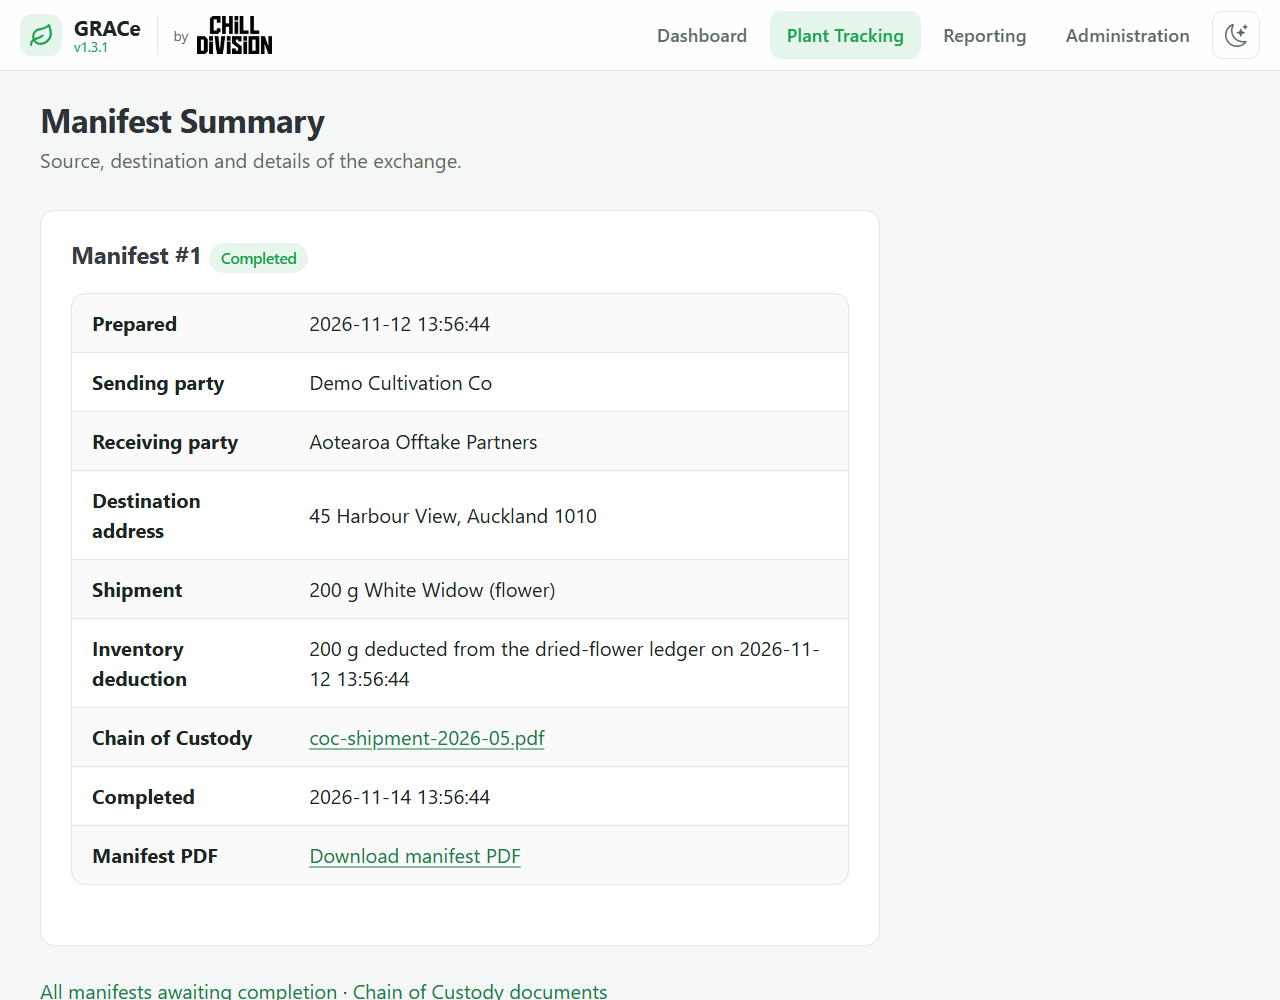 GRACe
v1.3.1
by
CHiLL
DiViSiON
Dashboard
Plant Tracking
Reporting
Administration
Manifest Summary
Source, destination and details of the exchange.
Manifest #1
Completed
Prepared
2026-11-12 13:56:44
Sending party
Demo Cultivation Co
Receiving party
Aotearoa Offtake Partners
Destination
address
45 Harbour View, Auckland 1010
Shipment
200 g White Widow (flower)
Inventory
deduction
200 g deducted from the dried-flower ledger on 2026-11-
12 13:56:44
Chain of Custody
coc-shipment-2026-05.pdf
Completed
2026-11-14 13:56:44
Manifest PDF
Download manifest PDF
All manifests awaiting completion · Chain of Custody documents